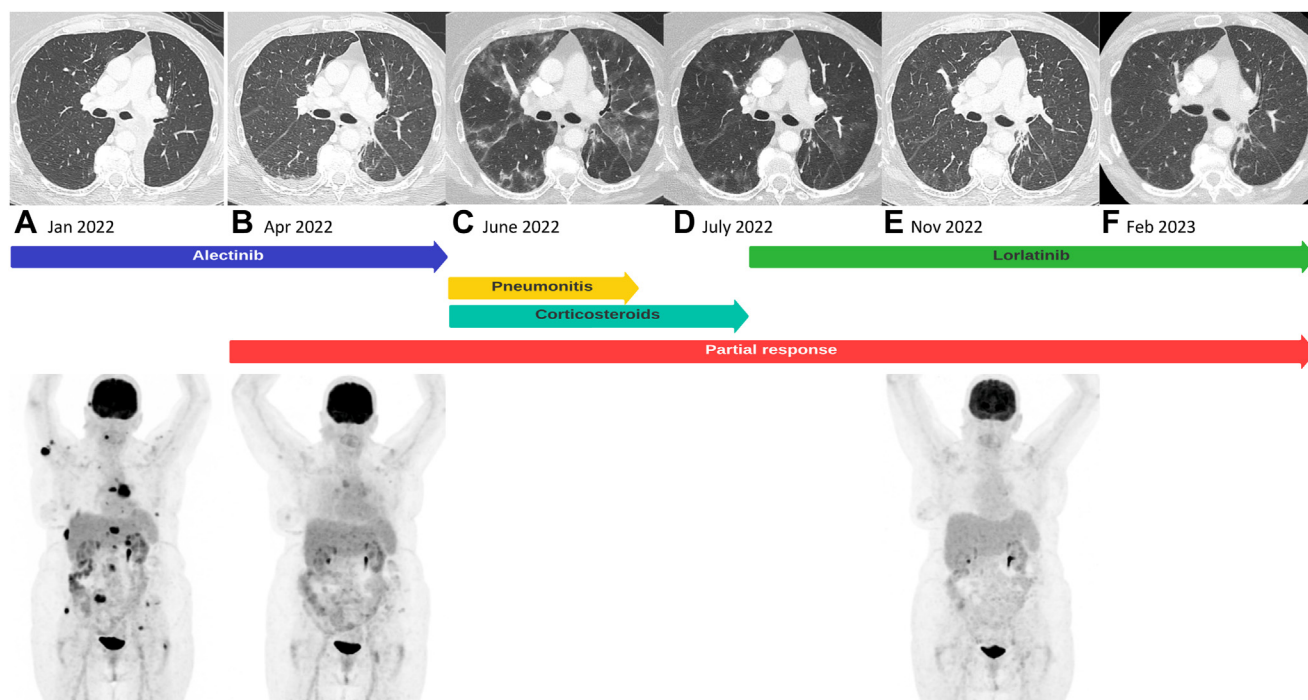 A Jan 2022
B Apr 2022
C June 2022
D July 2022
E Nov 2022
F Feb 2023
Alectinib
Lorlatinib
Pneumonitis
Corticosteroids
Partial response